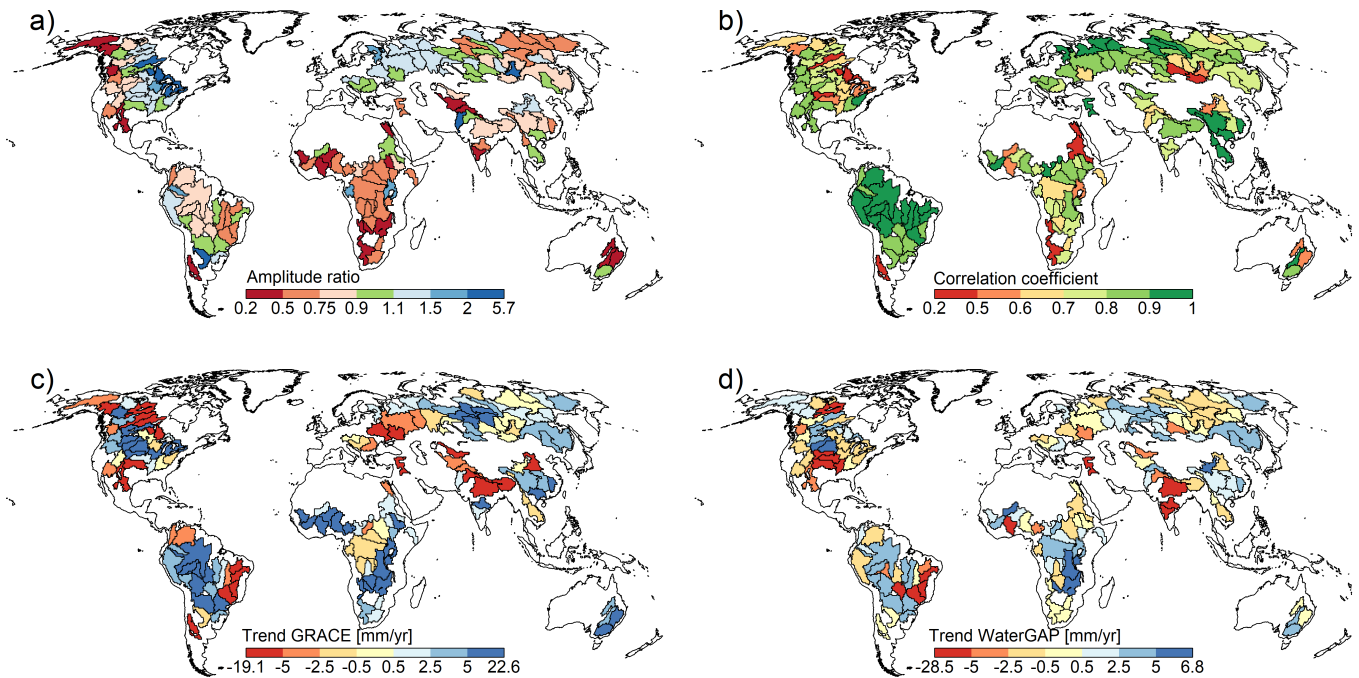 a)
b)
Amplitude ratio
0.2 0.5 0.75 0.9 1.1 1.5 2 5.7
Correlation coefficient
0.2 0.5 0.6 0.7 0.8 0.9 1
c)
d)
Trend GRACE [mm/yr]
-19.1 -5 -2.5 -0.5 0.5 2.5 5 22.6
Trend WaterGAP [mm/yr]
-28.5 -5 -2.5 -0.5 0.5 2.5 5 6.8